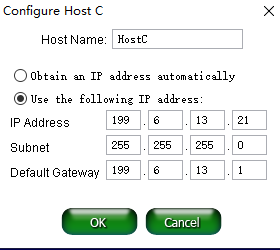 Configure Host C
Host Name: HostC
Obtain an IP address automatically
Use the following IP address:
IP Address 199 . 6 . 13 . 21
Subnet 255 . 255 . 255 . 0
Default Gateway 199 . 6 . 13 . 1
OK Cancel